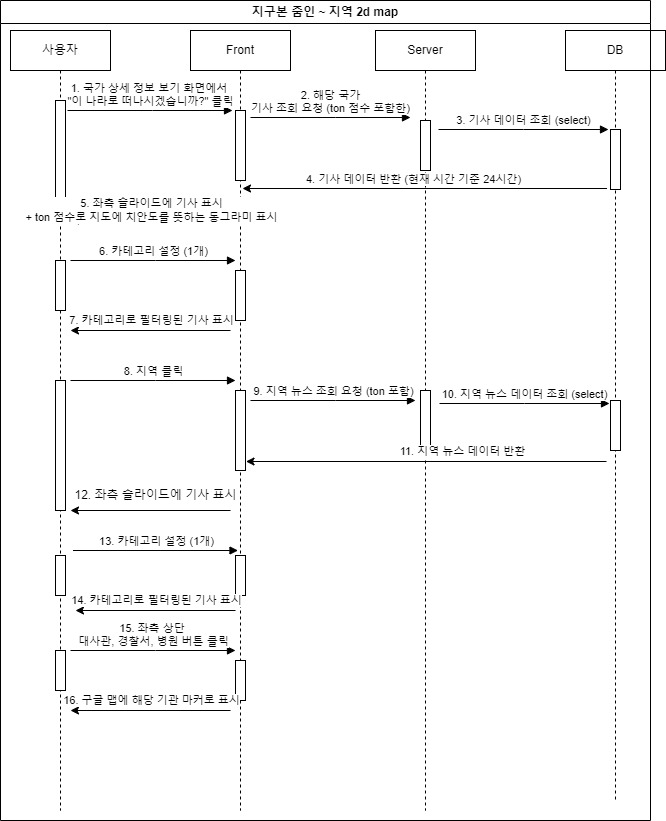 지구본 줌인 ~ 지역 2d map
사용자
Front
Server
DB
1. 국가 상세 정보 보기 화면에서
"이 나라로 떠나시겠습니까?" 클릭
2. 해당 국가
기사 조회 요청 (ton 점수 포함한)
3. 기사 데이터 조회 (select)
4. 기사 데이터 반환 (현재 시간 기준 24시간)
5. 좌측 슬라이드에 기사 표시
+ ton 점수로 지도에 치안도를 뜻하는 동그라미 표시
6. 카테고리 설정 (1개)
7. 카테고리로 필터링된 기사 표시
8. 지역 클릭
9. 지역 뉴스 조회 요청 (ton 포함)
10. 지역 뉴스 데이터 조회 (select)
11. 지역 뉴스 데이터 반환
12. 좌측 슬라이드에 기사 표시
13. 카테고리 설정 (1개)
14. 카테고리로 필터링된 기사 표시
15. 좌측 상단
대사관, 경찰서, 병원 버튼 클릭
16. 구글 맵에 해당 기관 마커로 표시